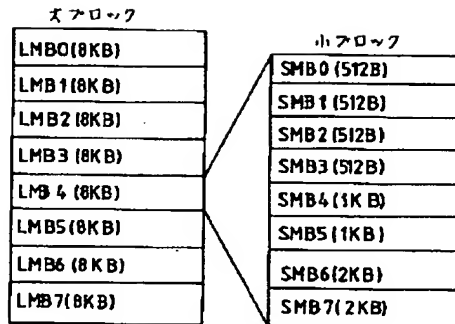 大ブロック
LMB0(8KB)
LMB1(8KB)
LMB2(8KB)
LMB3(8KB)
LMB4(8KB)
LMB5(8KB)
LMB6(8KB)
LMB7(8KB)
小ブロック
SMB0(512B)
SMB1(512B)
SMB2(512B)
SMB3(512B)
SMB4(1KB)
SMB5(1KB)
SMB6(2KB)
SMB7(2KB)